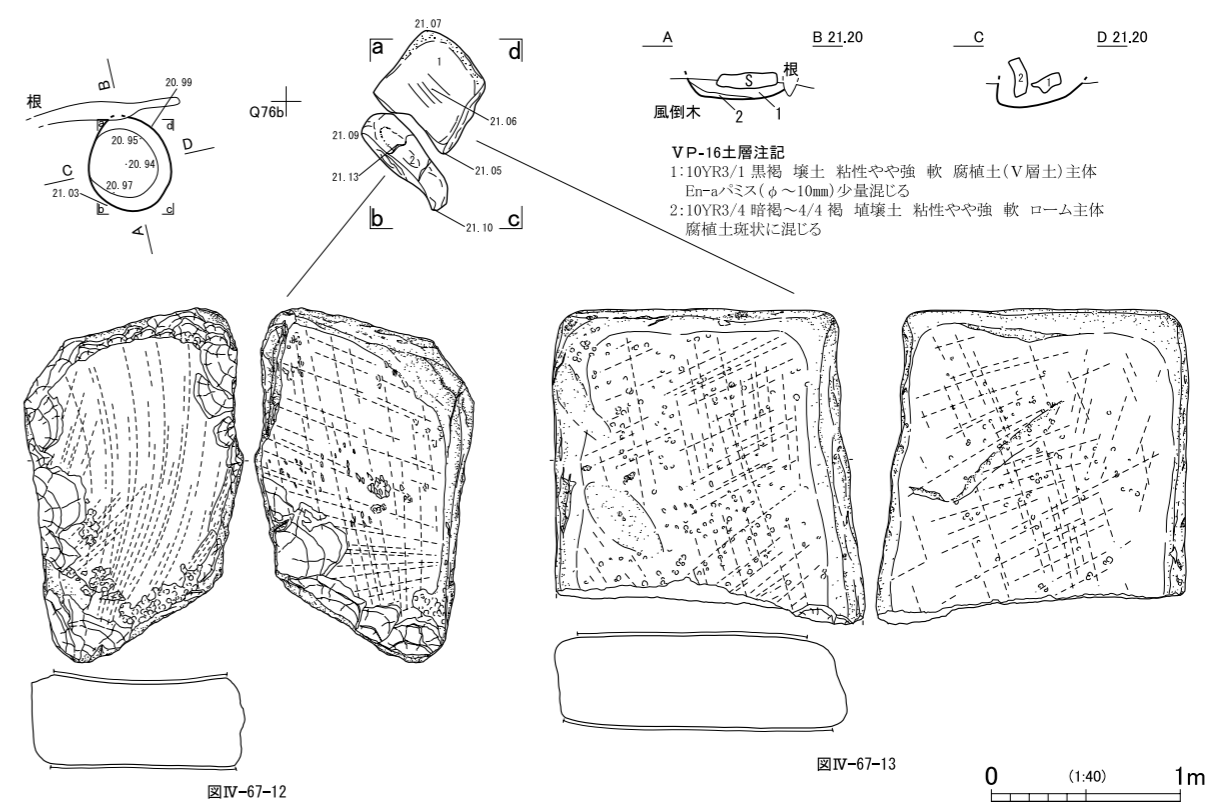 根
B
20.99
a
d
20.95
20.94
D
C
20.97
21.03
b
c
A
Q76b
21.07
a
d
1
21.06
21.09
2
21.13
21.05
b
c
21.10
A
B 21.20
S
根
風倒木
2
1
C
D 21.20
2
1
ⅤP-16土層注記
1:10YR3/1 黒褐 壌土 粘性やや強 軟 腐植土(Ⅴ層土)主体
En-aパミス(φ～10㎜)少量混じる
2:10YR3/4 暗褐～4/4 褐 埴壌土 粘性やや強 軟 ローム主体
腐植土斑状に混じる
図Ⅳ-67-12
図Ⅳ-67-13
0 (1:40) 1m